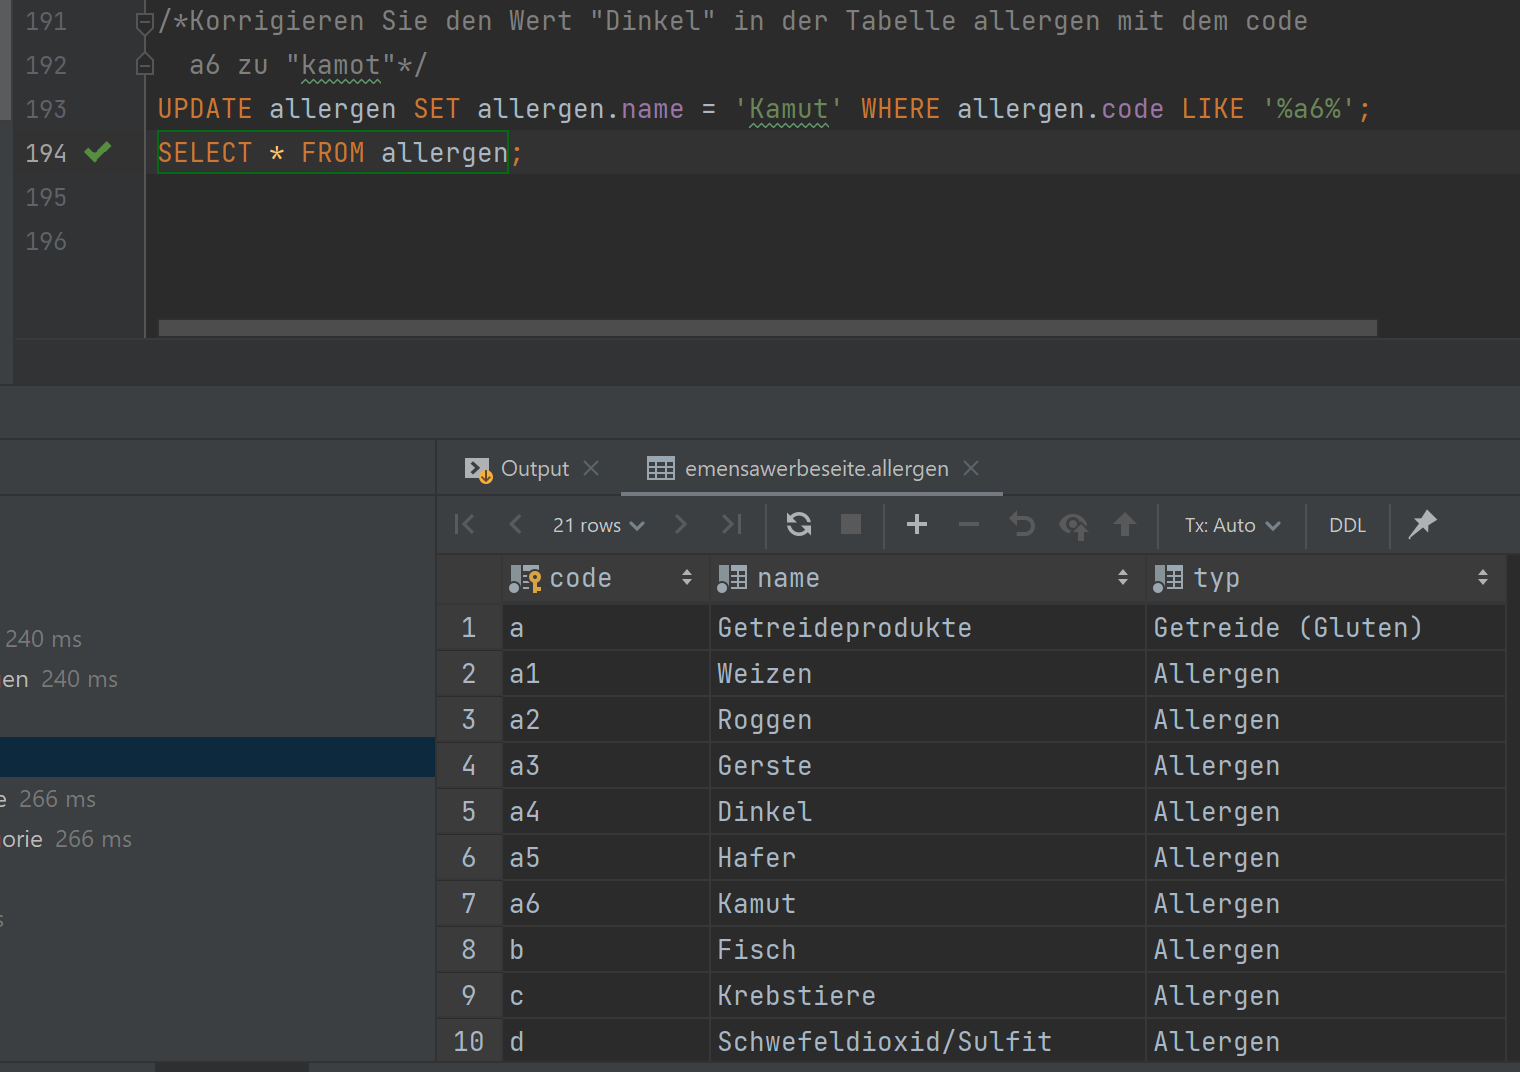 191 /*Korrigieren Sie den Wert "Dinkel" in der Tabelle allergen mit dem code
192 a6 zu "kamot"*/
193 UPDATE allergen SET allergen.name = 'Kamut' WHERE allergen.code LIKE '%a6%';
194 SELECT * FROM allergen;
195
196
Output
emensawerbeseite.allergen
21 rows
Tx: Auto
DDL
240 ms
en 240 ms
e 266 ms
orie 266 ms
code name typ
1 a Getreideprodukte Getreide (Gluten)
2 a1 Weizen Allergen
3 a2 Roggen Allergen
4 a3 Gerste Allergen
5 a4 Dinkel Allergen
6 a5 Hafer Allergen
7 a6 Kamut Allergen
8 b Fisch Allergen
9 c Krebstiere Allergen
10 d Schwefeldioxid/Sulfit Allergen